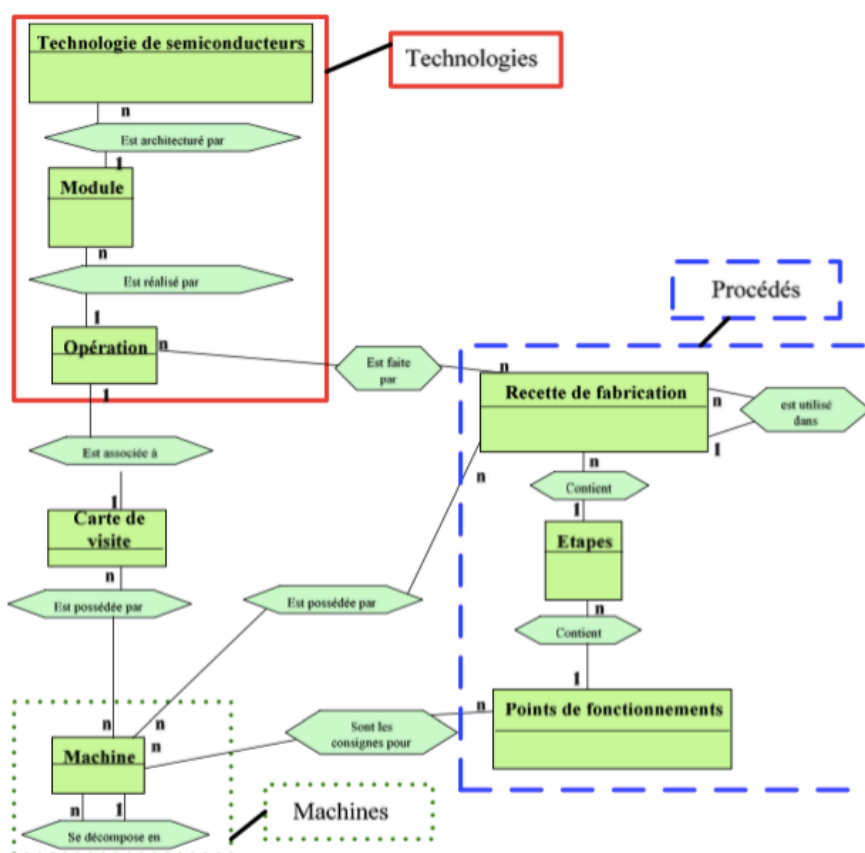 Technologie de semiconducteurs
Technologies
n
Est archituré par
1
Module
n
Est réalisé par
Procédés
1
Opération
n
Est faite
par
n
1
Recette de fabrication
n
est utilisé
dans
1
Est associée à
n
n
Contient
1
1
Carte de
visite
Etapes
n
Est possédée par
Est possédée par
n
Contient
1
n
n
n
Sont les
consignes pour
n
Points de fonctionnements
Machine
n
1
Machines
Se décompose en